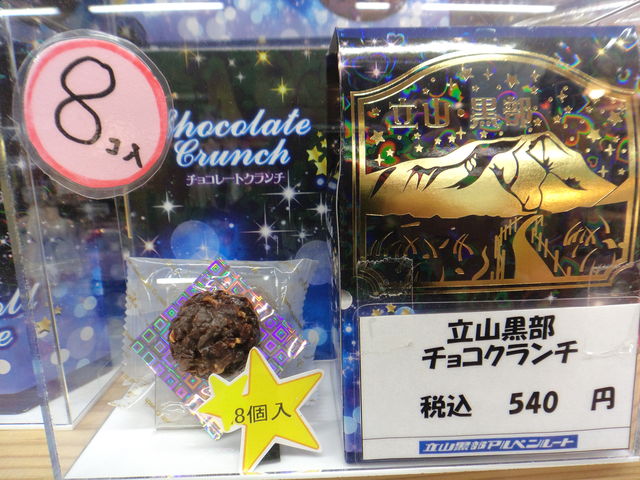 8
コ入
Chocolate
Crunch
チョコレートクランチ
8個入
立山・黒部
立山黒部
チョコクランチ
税込 540 円
立山黒部アルペンルート